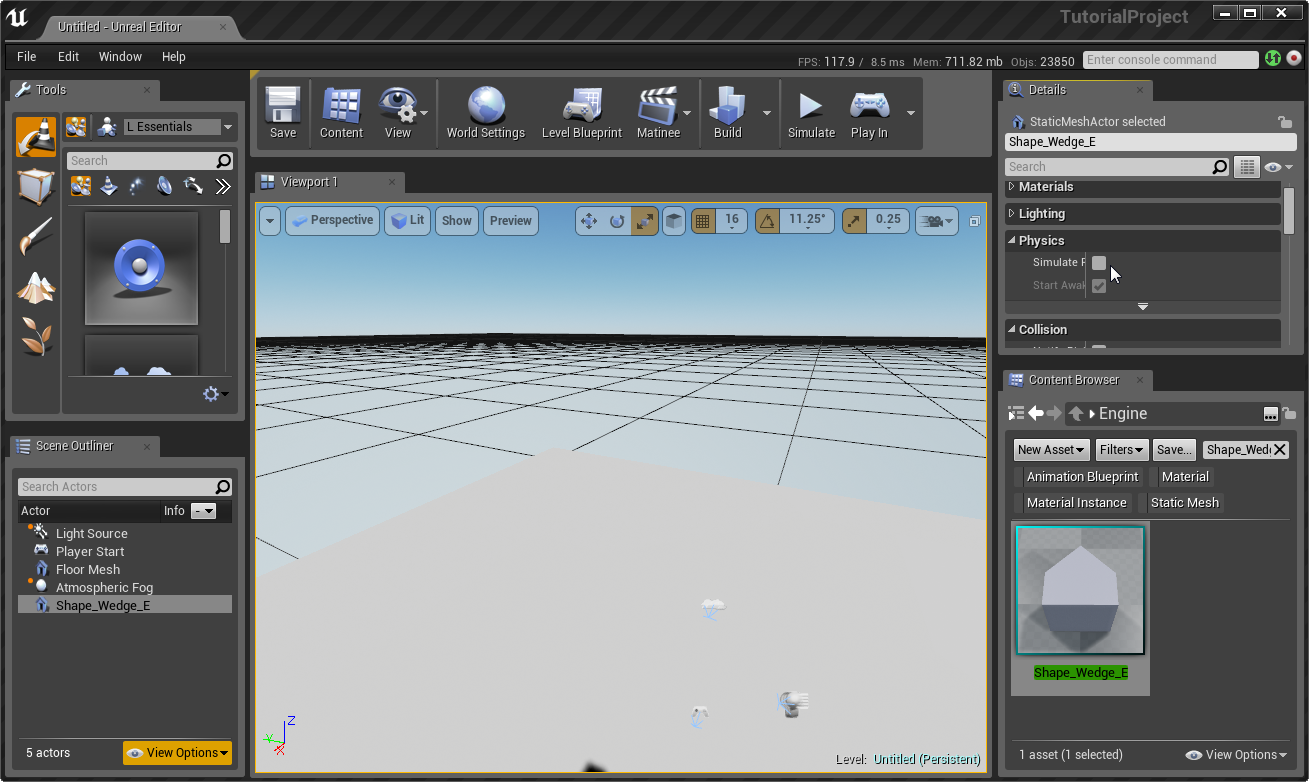 Untitled - Unreal Editor
TutorialProject
File Edit Window Help
FPS: 117.9 / 8.5 ms Mem: 711.82 mb Objs: 23850
Enter console command
Tools
L Essentials
Search
Scene Outliner
Search Actors
Actor Info -
Light Source
Player Start
Floor Mesh
Atmospheric Fog
Shape_Wedge_E
5 actors
View Options
Save
Content
View
World Settings
Level Blueprint
Matinee
Build
Simulate
Play In
Viewport 1
Perspective
Lit
Show
Preview
16
11.25°
0.25
Z
Y
X
Level: Untitled (Persistent)
Details
StaticMeshActor selected
Shape_Wedge_E
Search
Materials
Lighting
Physics
Simulate
Start
Collision
Content Browser
Engine
New Asset
Filters
Save...
Shape_Wed
Animation Blueprint
Material
Material Instance
Static Mesh
Shape_Wedge_E
1 asset (1 selected)
View Options